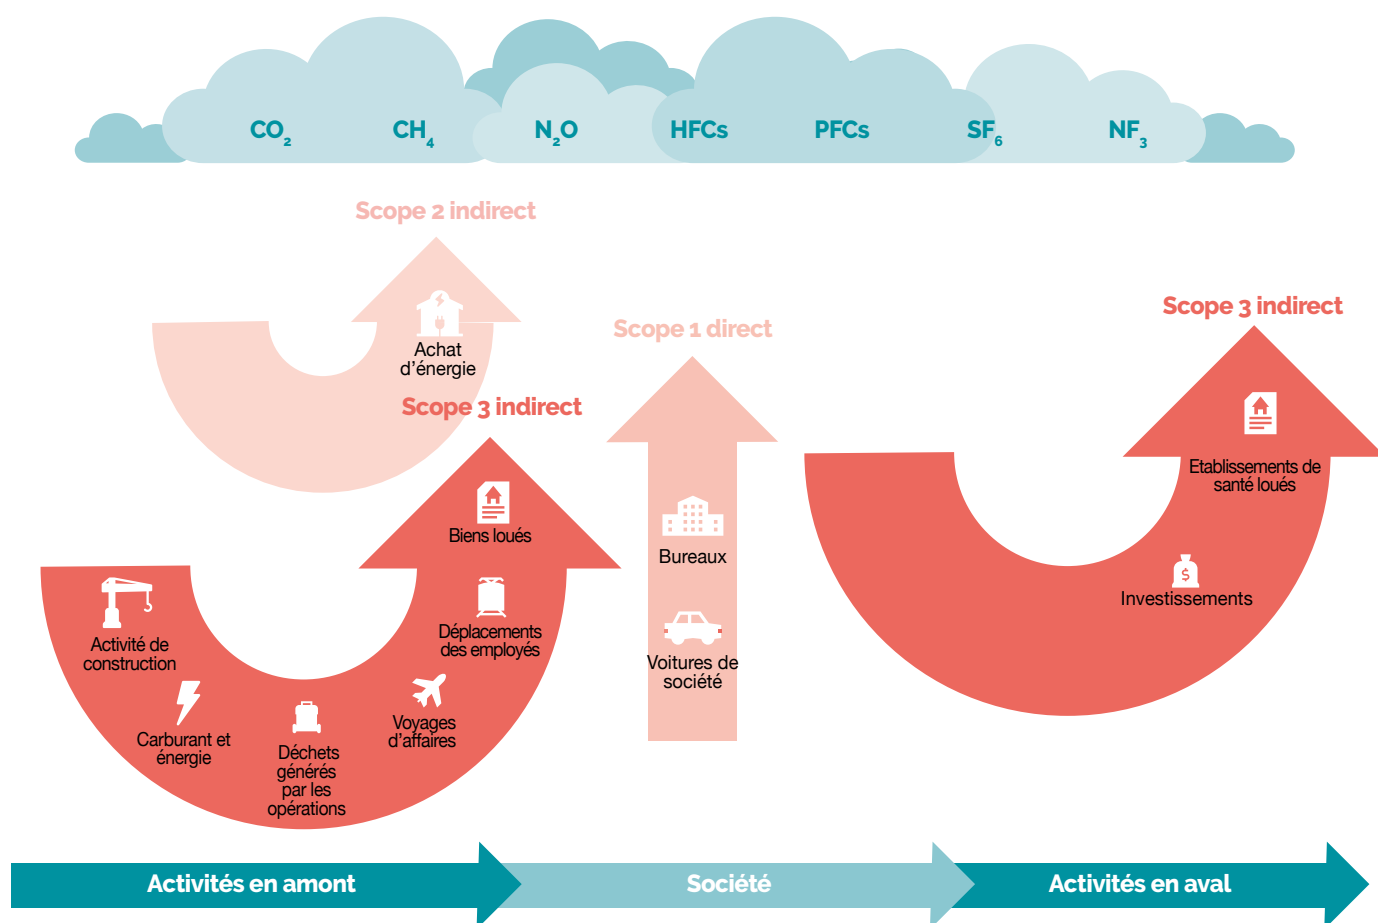 CO2
CH4
N2O
HFCs
PFCs
SF6
NF3
Scope 2 indirect
Achat
d'énergie
Scope 3 indirect
Biens loués
Déplacements
des employés
Voyages
d'affaires
Déchets
générés
par les
opérations
Carburant et
énergie
Activité de
construction
Scope 1 direct
Bureaux
Voitures de
société
Scope 3 indirect
Etablissements de
santé loués
$
Investissements
Activités en amont
Société
Activités en aval